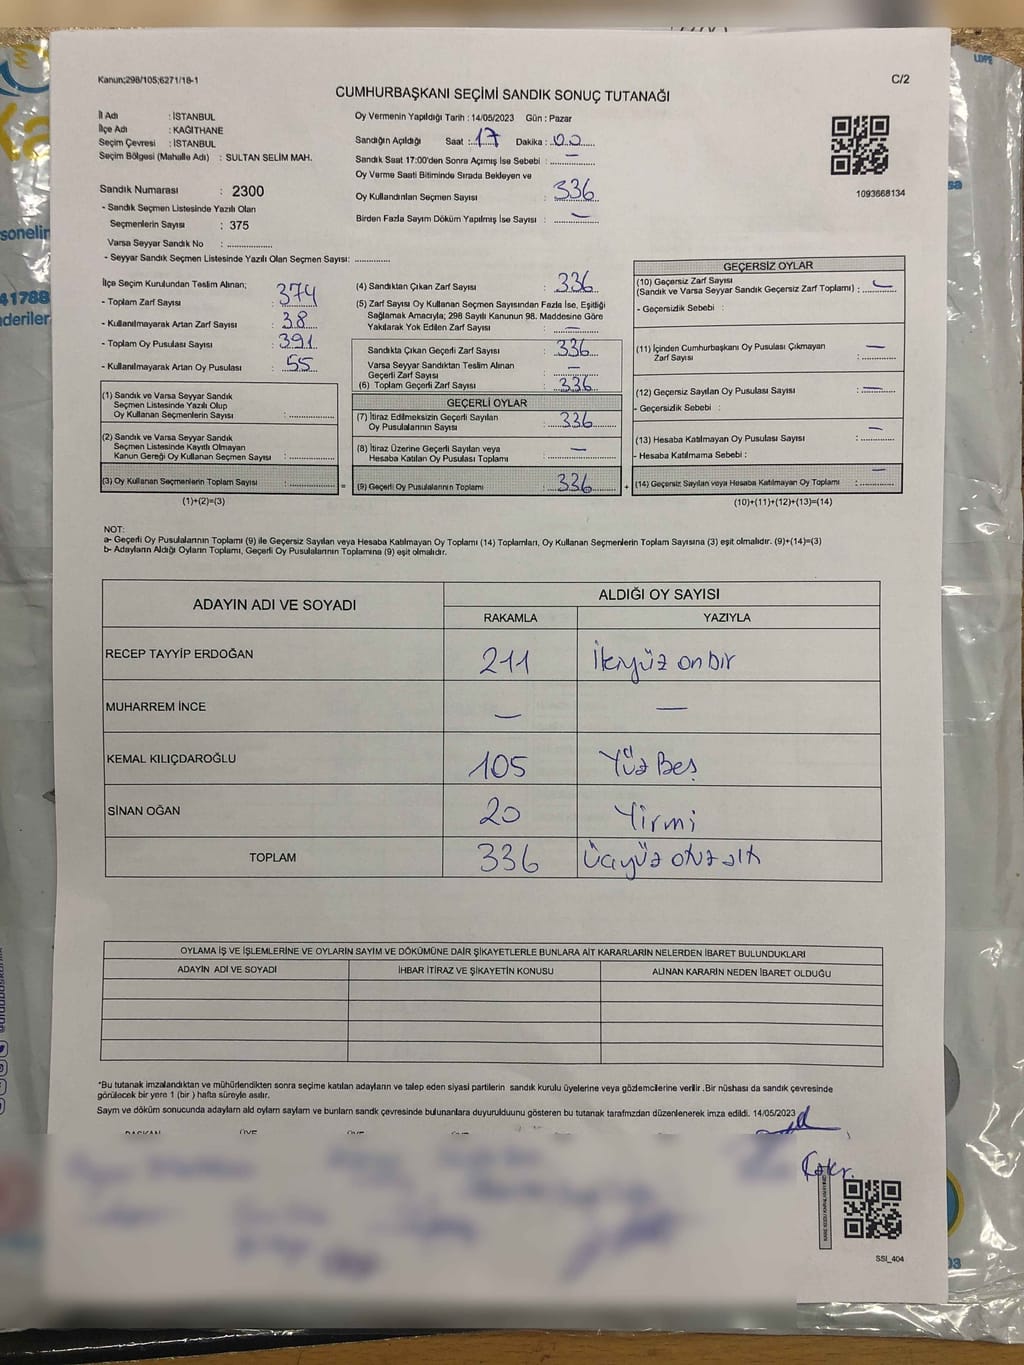 Kanun;298/105;6271/18-1
C/2
CUMHURBAŞKANI SEÇİMİ SANDIK SONUÇ TUTANAĞI
İl Adı : İSTANBUL
İlçe Adı : KAĞITHANE
Seçim Çevresi : İSTANBUL
Seçim Bölgesi (Mahalle Adı) : SULTAN SELİM MAH.
Sandık Numarası : 2300
- Sandık Seçmen Listesinde Yazılı Olan
Seçmenlerin Sayısı : 375
Varsa Seyyar Sandık No : ..................
- Seyyar Sandık Seçmen Listesinde Yazılı Olan Seçmen Sayısı: ..............
Oy Vermenin Yapıldığı Tarih : 14/05/2023 Gün : Pazar
Sandığın Açıldığı Saat : 17 Dakika : 00
Sandık Saat 17:00'den Sonra Açımış İse Sebebi : —
Oy Verme Saati Bitiminde Sırada Bekleyen ve
Oy Kullandırılan Seçmen Sayısı : 336
Birden Fazla Sayım Döküm Yapılmış İse Sayısı : —
1093668134
İlçe Seçim Kurulundan Teslim Alınan;
- Toplam Zarf Sayısı : 374
- Kullanılmayarak Artan Zarf Sayısı : 38
- Toplam Oy Pusulası Sayısı : 391
- Kullanılmayarak Artan Oy Pusulası : 55
(1) Sandık ve Varsa Seyyar Sandık
Seçmen Listesinde Yazılı Olup
Oy Kullanan Seçmenlerin Sayısı : ..............
(2) Sandık ve Varsa Seyyar Sandık
Seçmen Listesinde Kayıtlı Olmayan
Kanun Gereği Oy Kullanan Seçmen Sayısı : ..............
(3) Oy Kullanan Seçmenlerin Toplam Sayısı : ..............
(1)+(2)=(3)
(4) Sandıktan Çıkan Zarf Sayısı : 336
(5) Zarf Sayısı Oy Kullanan Seçmen Sayısından Fazla İse, Eşitliği
Sağlamak Amacıyla; 298 Sayılı Kanunun 98. Maddesine Göre
Yakılarak Yok Edilen Zarf Sayısı : —
Sandıkta Çıkan Geçerli Zarf Sayısı : 336
Varsa Seyyar Sandıktan Teslim Alınan
Geçerli Zarf Sayısı : —
(6) Toplam Geçerli Zarf Sayısı : 336
GEÇERLİ OYLAR
(7) İtiraz Edilmeksizin Geçerli Sayılan
Oy Pusulalarının Sayısı : 336
(8) İtiraz Üzerine Geçerli Sayılan veya
Hesaba Katılan Oy Pusulası Toplamı : —
= (9) Geçerli Oy Pusulalarının Toplamı : 336 +
GEÇERSİZ OYLAR
(10) Geçersiz Zarf Sayısı
(Sandık ve Varsa Seyyar Sandık Geçersiz Zarf Toplamı) : —
- Geçersizlik Sebebi :
(11) İçinden Cumhurbaşkanı Oy Pusulası Çıkmayan
Zarf Sayısı : —
(12) Geçersiz Sayılan Oy Pusulası Sayısı : —
- Geçersizlik Sebebi :
(13) Hesaba Katılmayan Oy Pusulası Sayısı : —
- Hesaba Katılmama Sebebi :
(14) Geçersiz Sayılan veya Hesaba Katılmayan Oy Toplamı : —
(10)+(11)+(12)+(13)=(14)
NOT:
a- Geçerli Oy Pusulalarının Toplamı (9) ile Geçersiz Sayılan veya Hesaba Katılmayan Oy Toplamı (14) Toplamları, Oy Kullanan Seçmenlerin Toplam Sayısına (3) eşit olmalıdır. (9)+(14)=(3)
b- Adayların Aldığı Oyların Toplamı, Geçerli Oy Pusulalarının Toplamına (9) eşit olmalıdır.
ADAYIN ADI VE SOYADI
ALDIĞI OY SAYISI
RAKAMLA YAZIYLA
RECEP TAYYİP ERDOĞAN 211 İkiyüz onbir
MUHARREM İNCE — —
KEMAL KILIÇDAROĞLU 105 Yüz Beş
SİNAN OĞAN 20 Yirmi
TOPLAM 336 Üçyüz otuz altı
OYLAMA İŞ VE İŞLEMLERİNE VE OYLARIN SAYIM VE DÖKÜMÜNE DAİR ŞİKAYETLERLE BUNLARA AİT KARARLARIN NELERDEN İBARET BULUNDUKLARI
ADAYIN ADI VE SOYADI İHBAR İTİRAZ VE ŞİKAYETİN KONUSU ALINAN KARARIN NEDEN İBARET OLDUĞU
*Bu tutanak imzalandıktan ve mühürlendikten sonra seçime katılan adayların ve talep eden siyasi partilerin sandık kurulu üyelerine veya gözlemcilerine verilir .Bir nüshası da sandık çevresinde
görülecek bir yere 1 (bir ) hafta süreyle asılır.
Saym ve döküm sonucunda adaylarn ald oylarn saylarn ve bunlarn sandk çevresinde bulunanlara duyurulduunu gösteren bu tutanak tarafmzdan düzenlenerek imza edildi. 14/05/2023
SSI_404
41788
nderiler
LDPE